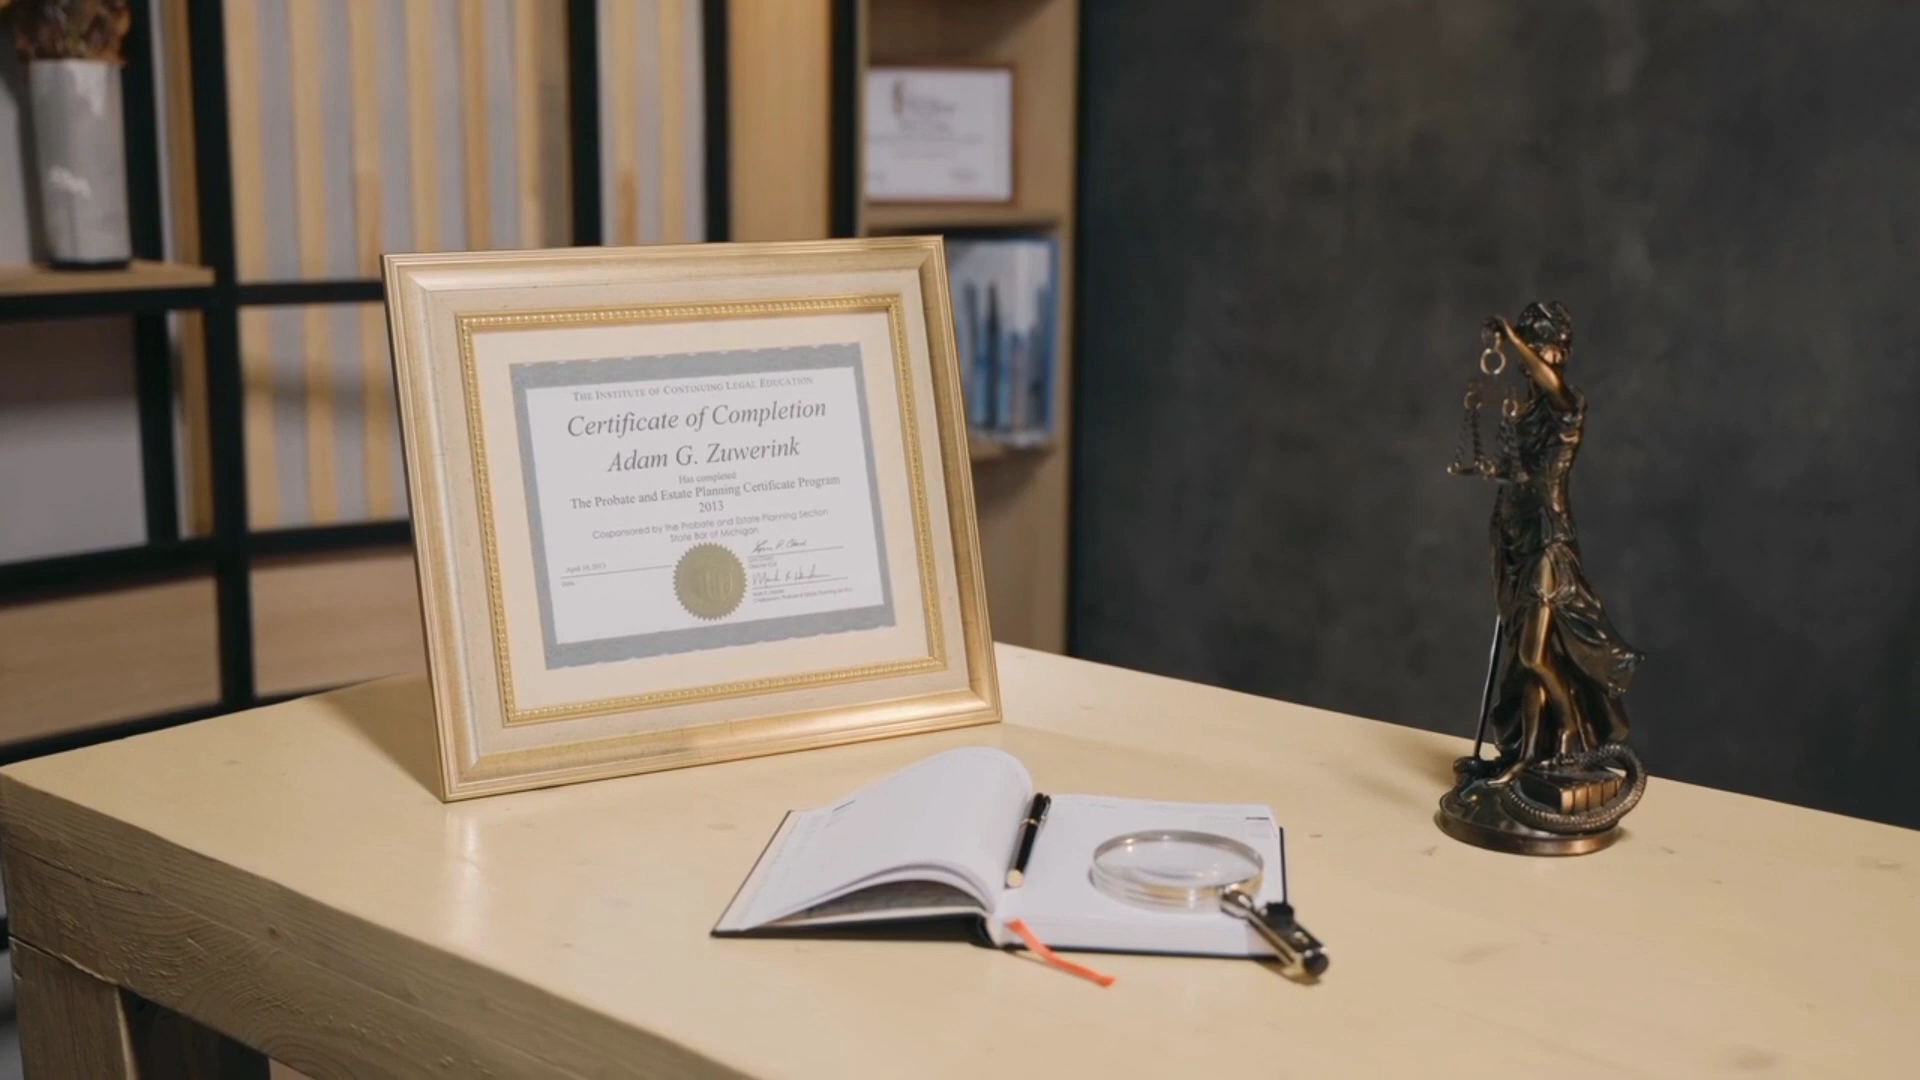 THE INSTITUTE OF CONTINUING LEGAL EDUCATION
Certificate of Completion
Adam G. Zuwerink
Has completed
The Probate and Estate Planning Certificate Program
2013
Cosponsored by the Probate and Estate Planning Section
State Bar of Michigan